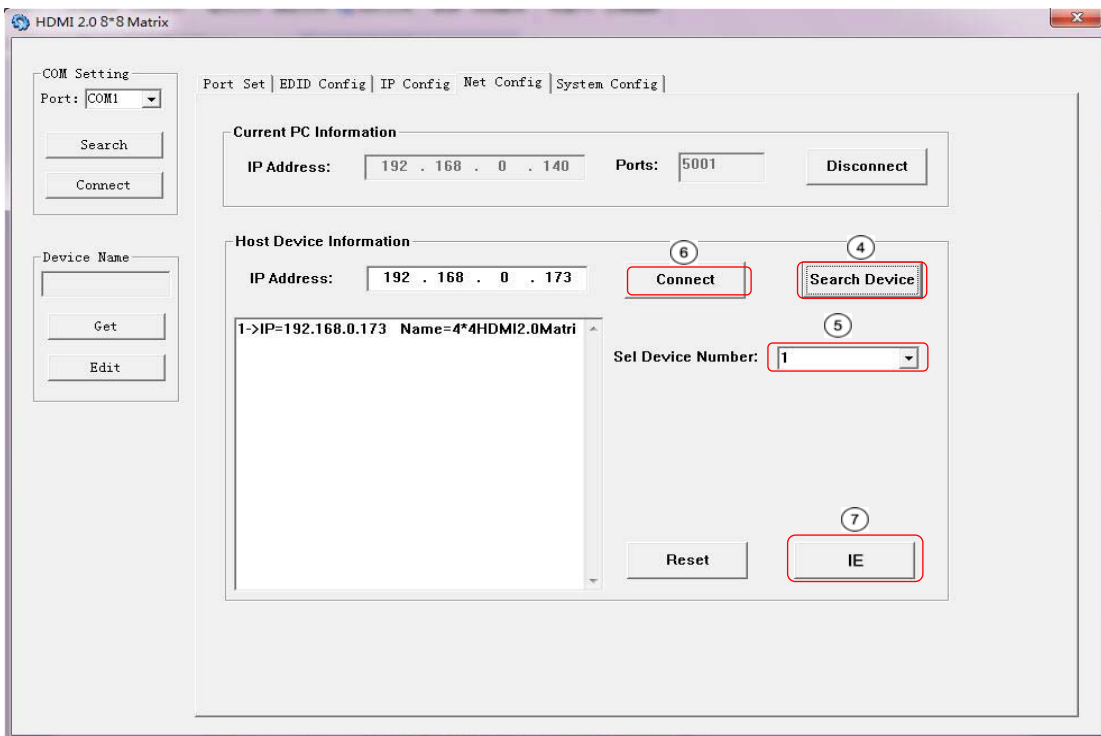 HDMI 2.0 8*8 Matrix
COM Setting
Port: COM1
Search
Connect
Device Name
Get
Edit
Port Set EDID Config IP Config Net Config System Config
Current PC Information
IP Address: 192 . 168 . 0 . 140 Ports: 5001 Disconnect
Host Device Information
6 4
IP Address: 192 . 168 . 0 . 173 Connect Search Device
1->IP=192.168.0.173 Name=4*4HDMI2.0Matri
5
Sel Device Number: 1
7
Reset IE